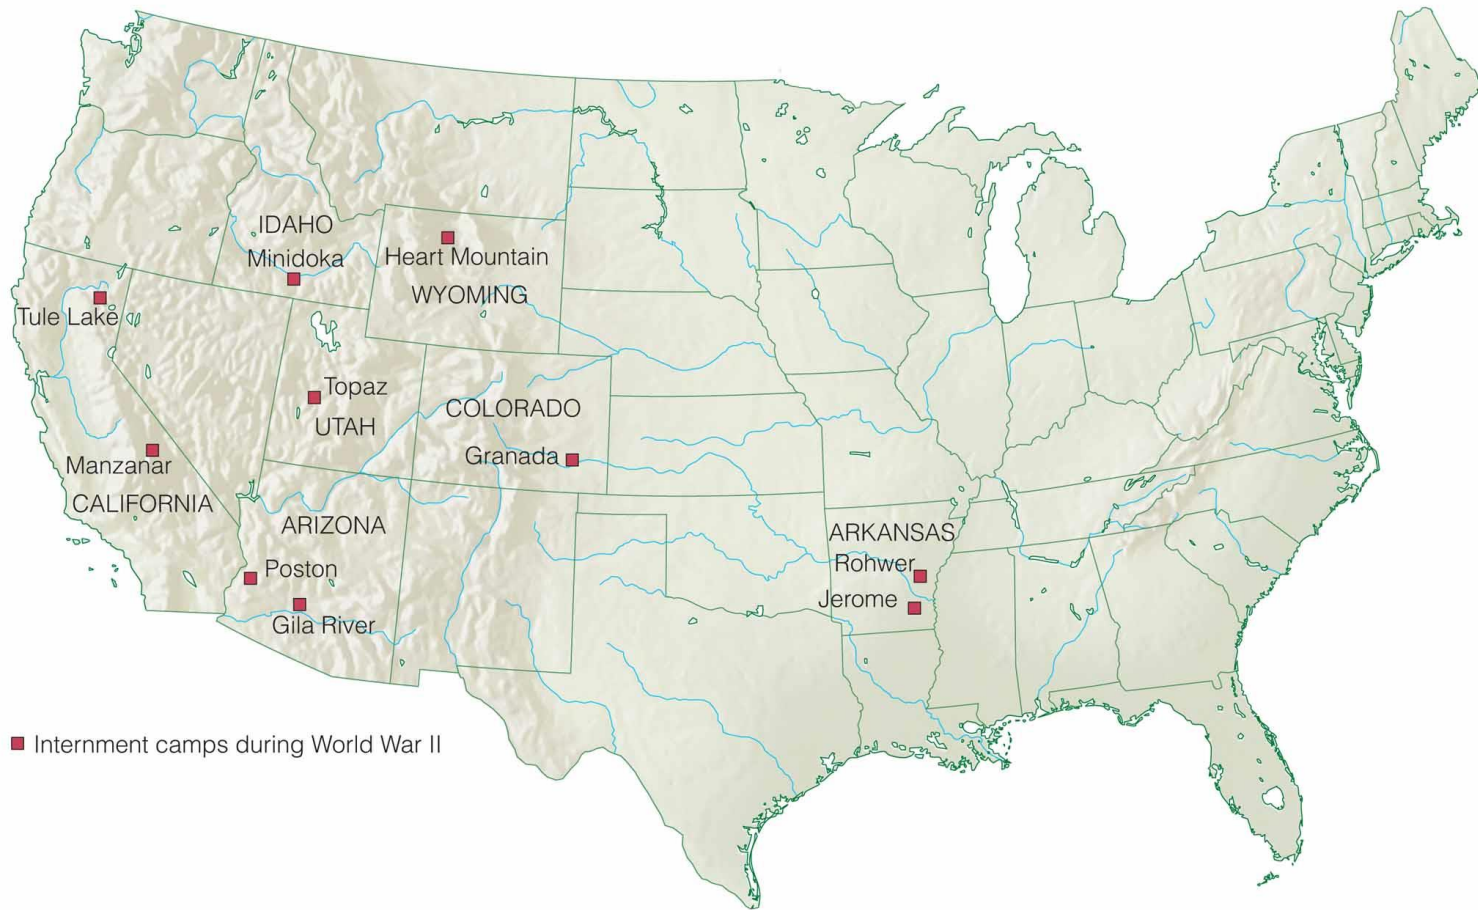 IDAHO
Minidoka
Heart Mountain
WYOMING
Tule Lake
Topaz
UTAH
COLORADO
Granada
Manzanar
CALIFORNIA
ARIZONA
Poston
Gila River
ARKANSAS
Rohwer
Jerome
Internment camps during World War II